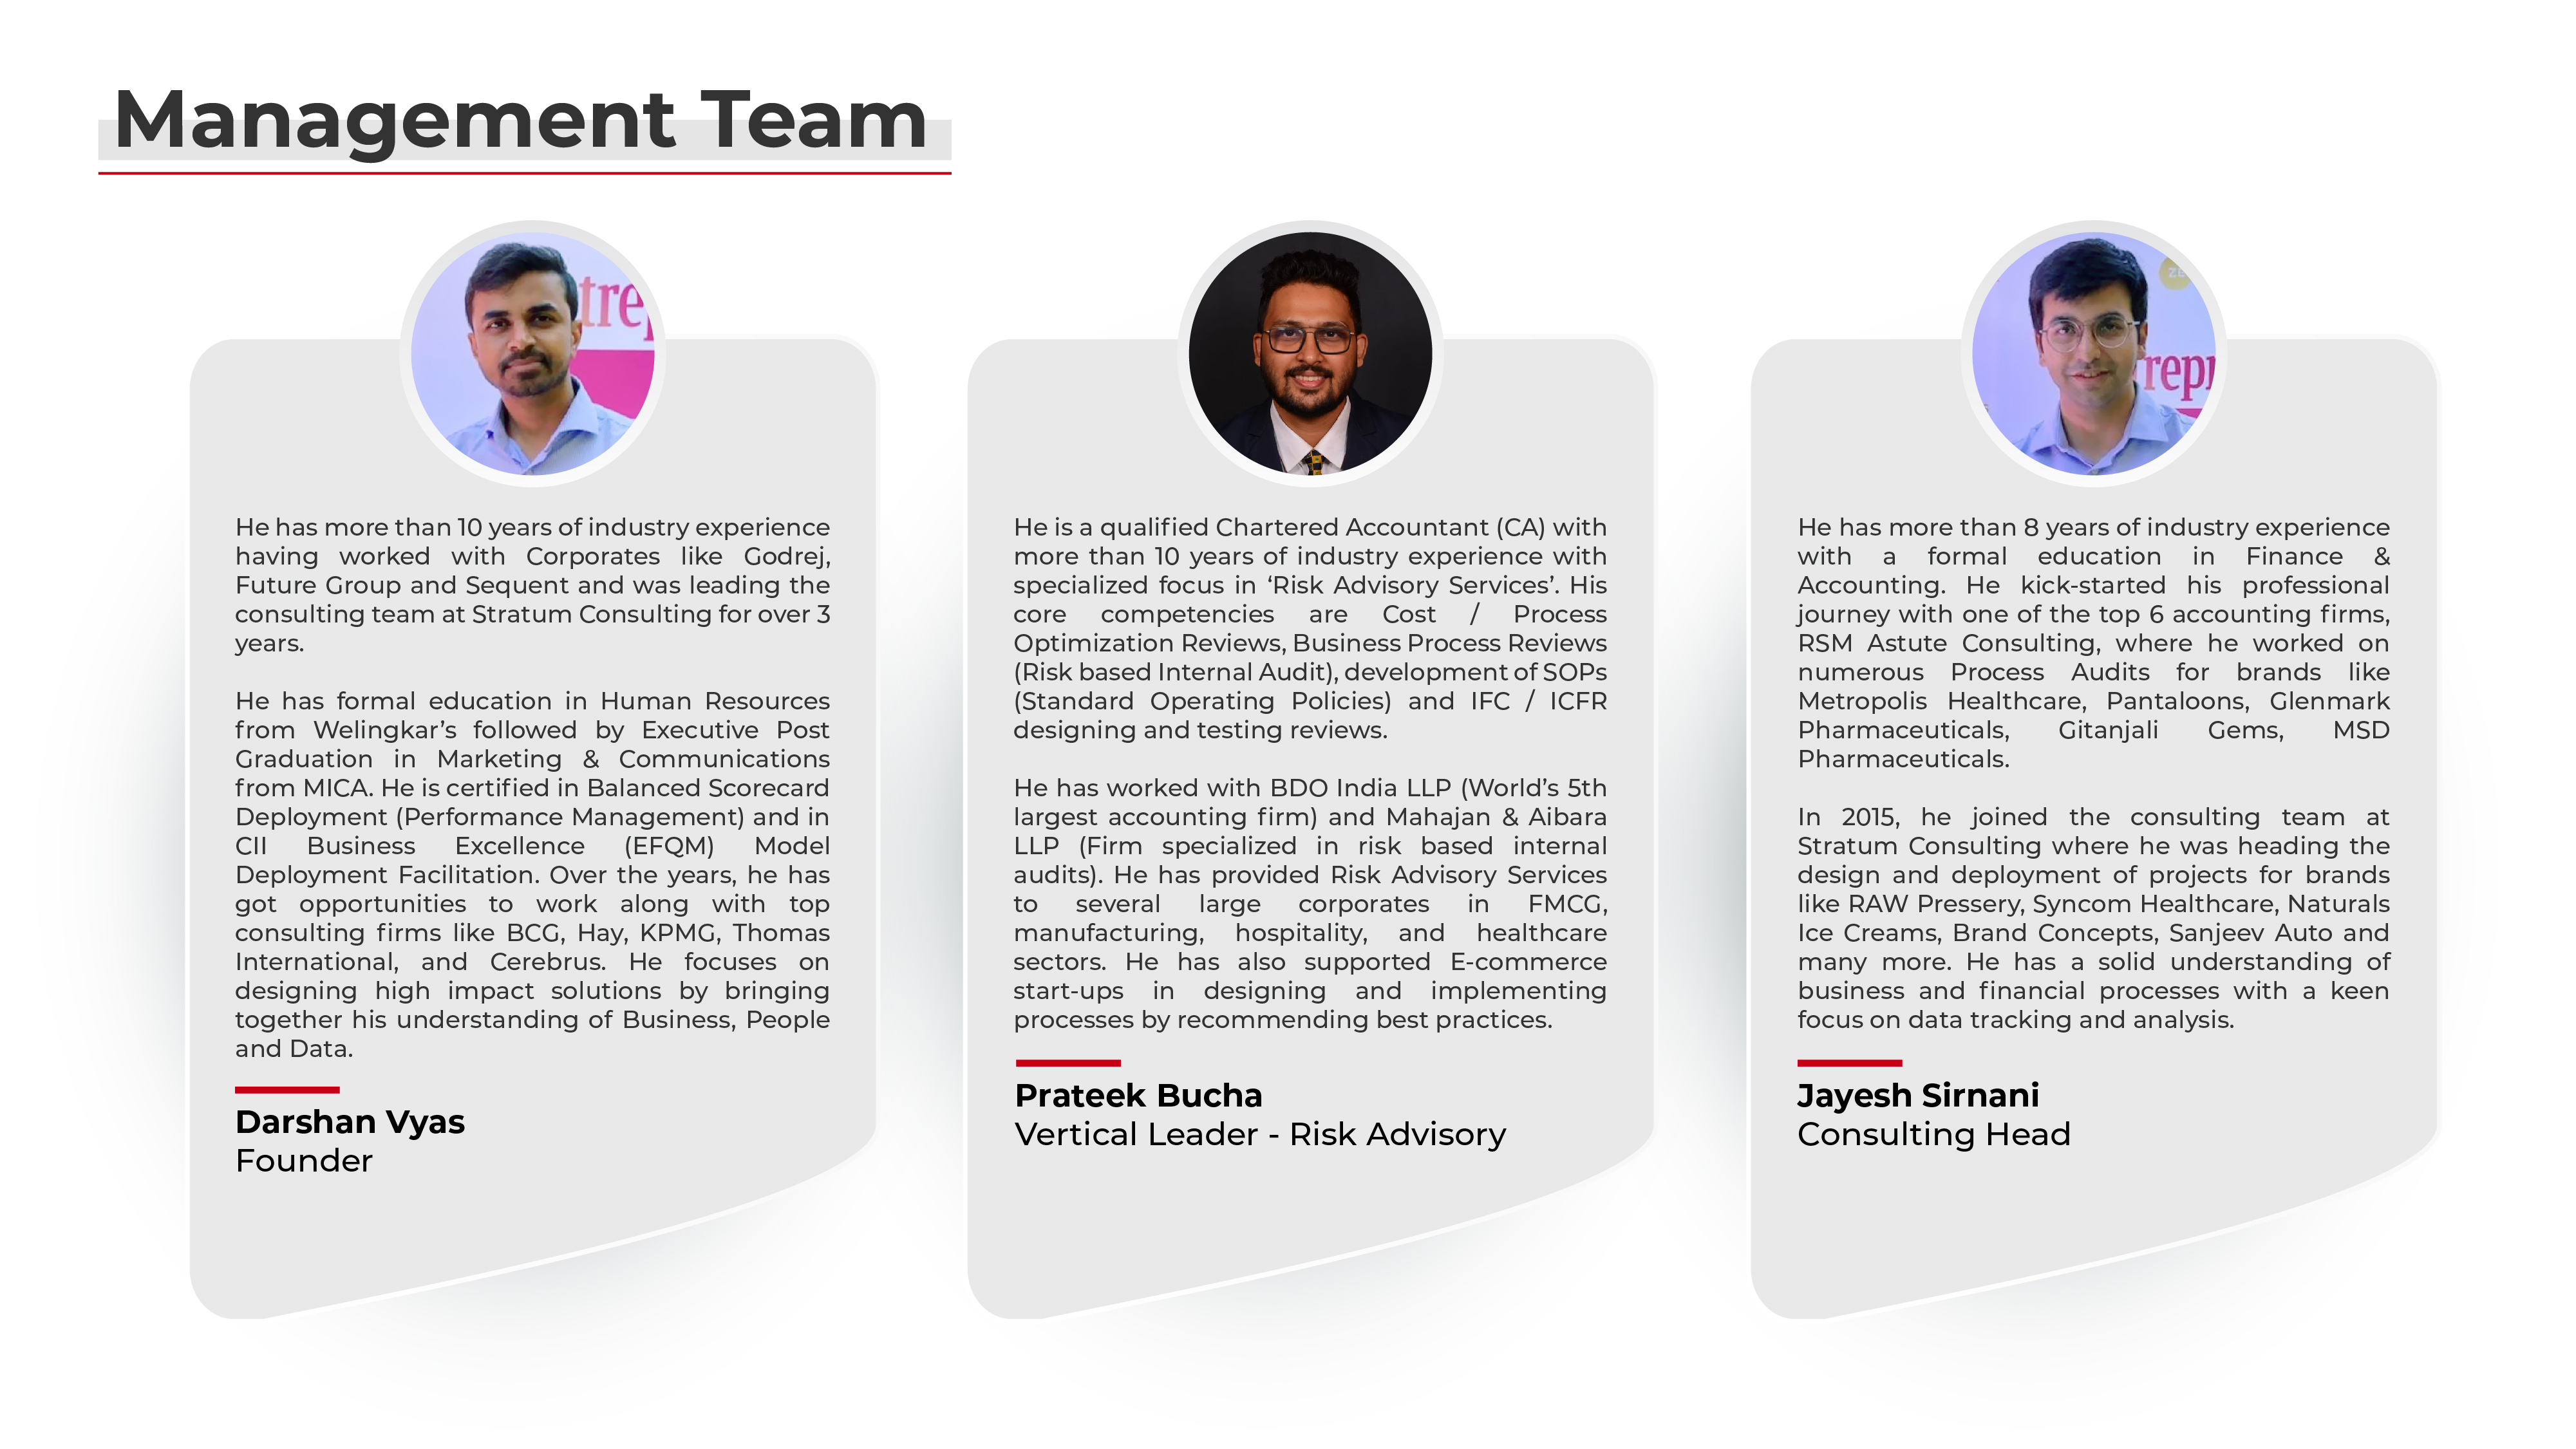 Management Team
tre
ZE
repr
He has more than 10 years of industry experience
having worked with Corporates like Godrej,
Future Group and Sequent and was leading the
consulting team at Stratum Consulting for over 3
years.
He has formal education in Human Resources
from Welingkar’s followed by Executive Post
Graduation in Marketing & Communications
from MICA. He is certified in Balanced Scorecard
Deployment (Performance Management) and in
CII Business Excellence (EFQM) Model
Deployment Facilitation. Over the years, he has
got opportunities to work along with top
consulting firms like BCG, Hay, KPMG, Thomas
International, and Cerebrus. He focuses on
designing high impact solutions by bringing
together his understanding of Business, People
and Data.
Darshan Vyas
Founder
He is a qualified Chartered Accountant (CA) with
more than 10 years of industry experience with
specialized focus in ‘Risk Advisory Services’. His
core competencies are Cost / Process
Optimization Reviews, Business Process Reviews
(Risk based Internal Audit), development of SOPs
(Standard Operating Policies) and IFC / ICFR
designing and testing reviews.
He has worked with BDO India LLP (World’s 5th
largest accounting firm) and Mahajan & Aibara
LLP (Firm specialized in risk based internal
audits). He has provided Risk Advisory Services
to several large corporates in FMCG,
manufacturing, hospitality, and healthcare
sectors. He has also supported E-commerce
start-ups in designing and implementing
processes by recommending best practices.
Prateek Bucha
Vertical Leader - Risk Advisory
He has more than 8 years of industry experience
with a formal education in Finance &
Accounting. He kick-started his professional
journey with one of the top 6 accounting firms,
RSM Astute Consulting, where he worked on
numerous Process Audits for brands like
Metropolis Healthcare, Pantaloons, Glenmark
Pharmaceuticals, Gitanjali Gems, MSD
Pharmaceuticals.
In 2015, he joined the consulting team at
Stratum Consulting where he was heading the
design and deployment of projects for brands
like RAW Pressery, Syncom Healthcare, Naturals
Ice Creams, Brand Concepts, Sanjeev Auto and
many more. He has a solid understanding of
business and financial processes with a keen
focus on data tracking and analysis.
Jayesh Sirnani
Consulting Head